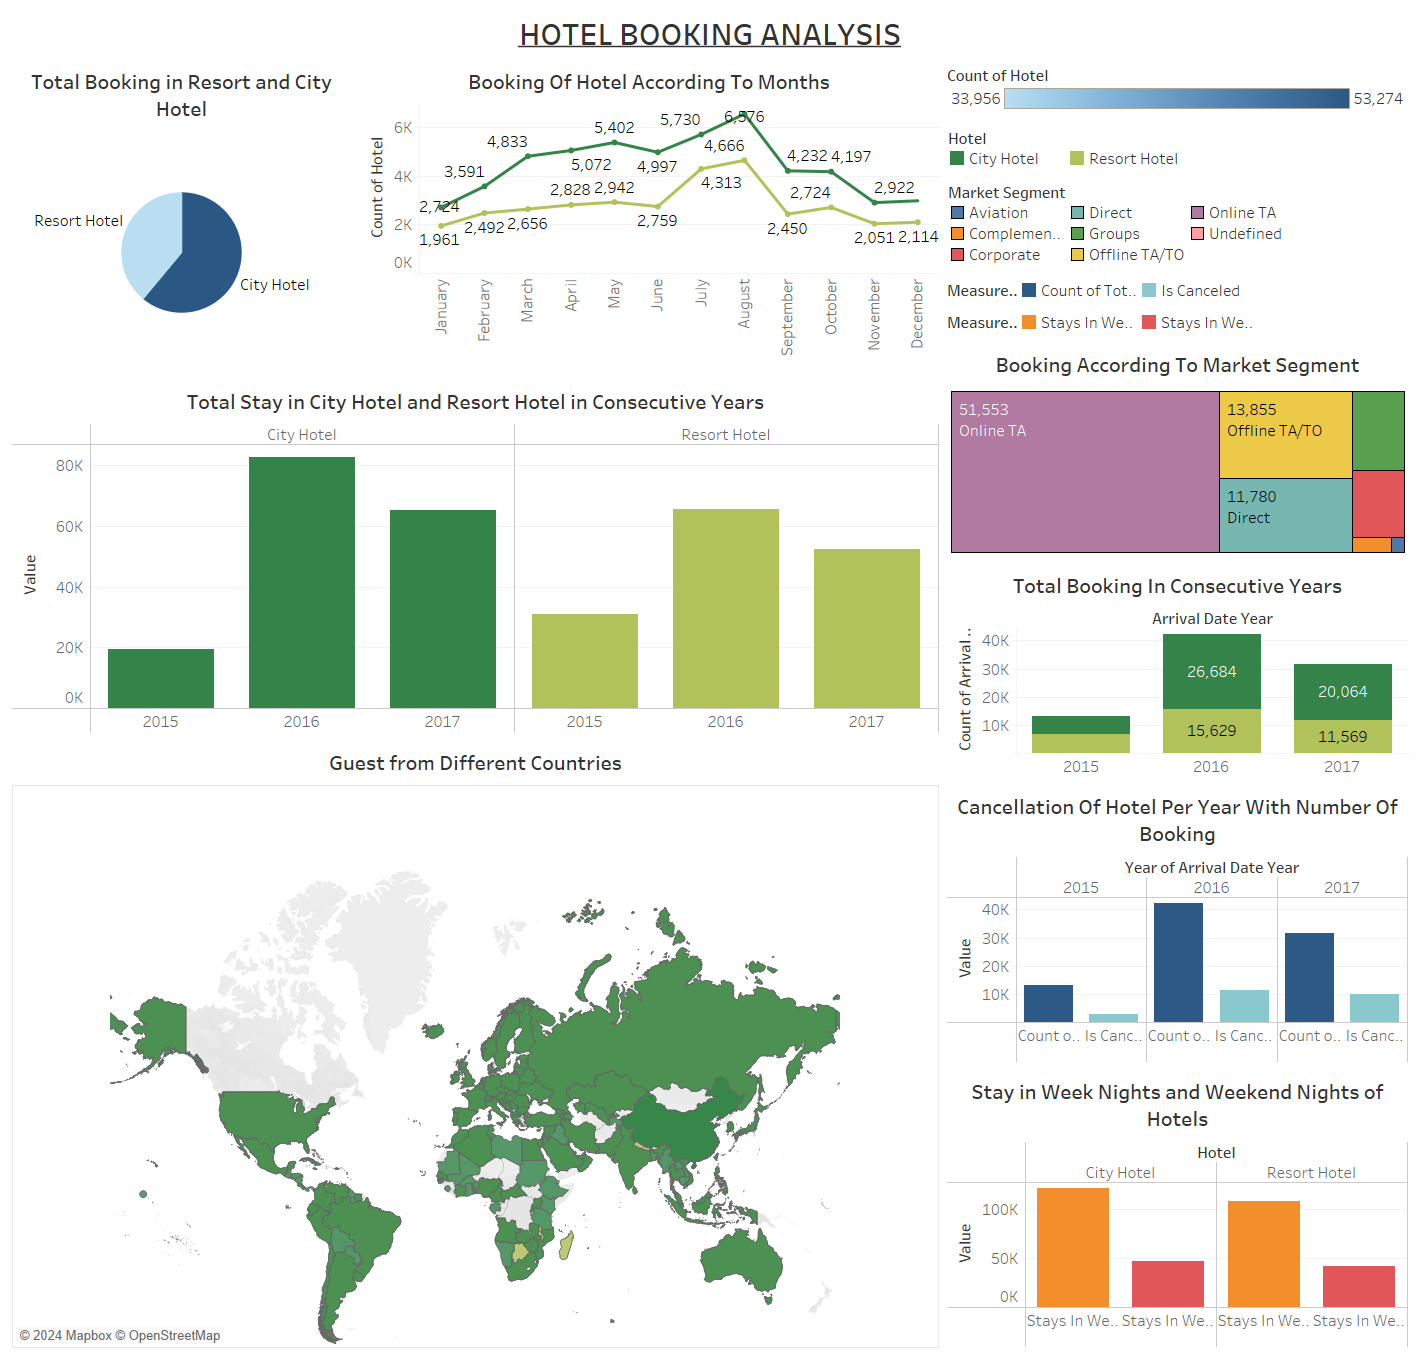 HOTEL BOOKING ANALYSIS
Total Booking in Resort and City
Hotel
Resort Hotel
City Hotel
Booking Of Hotel According To Months
Count of Hotel
6K
4K
2K
0K
2,724
3,591
4,833
5,072
5,402
4,997
5,730
6,576
4,232
4,197
2,922
1,961
2,492
2,656
2,828
2,942
2,759
4,313
4,666
2,450
2,724
2,051
2,114
January
February
March
April
May
June
July
August
September
October
November
December
Count of Hotel
33,956
53,274
Hotel
City Hotel
Resort Hotel
Market Segment
Aviation
Direct
Online TA
Complemen..
Groups
Undefined
Corporate
Offline TA/TO
Measure..
Count of Tot..
Is Canceled
Measure..
Stays In We..
Stays In We..
Booking According To Market Segment
51,553
Online TA
13,855
Offline TA/TO
11,780
Direct
Total Stay in City Hotel and Resort Hotel in Consecutive Years
City Hotel
Resort Hotel
Value
80K
60K
40K
20K
0K
2015
2016
2017
2015
2016
2017
Total Booking In Consecutive Years
Arrival Date Year
Count of Arrival ..
40K
30K
20K
10K
26,684
15,629
20,064
11,569
2015
2016
2017
Guest from Different Countries
© 2024 Mapbox © OpenStreetMap
Cancellation Of Hotel Per Year With Number Of
Booking
Year of Arrival Date Year
2015
2016
2017
Value
40K
30K
20K
10K
Count o..
Is Canc..
Count o..
Is Canc..
Count o..
Is Canc..
Stay in Week Nights and Weekend Nights of
Hotels
Hotel
City Hotel
Resort Hotel
Value
100K
50K
0K
Stays In We..
Stays In We..
Stays In We..
Stays In We..